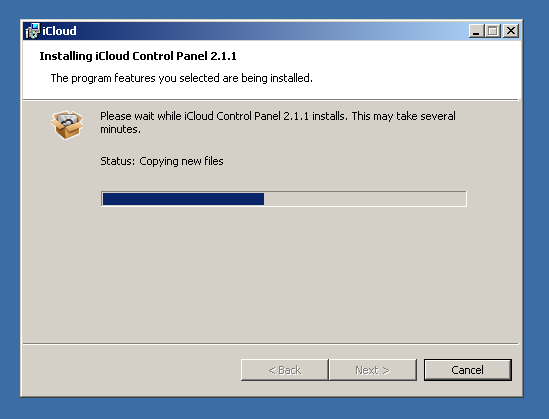 iCloud
Installing iCloud Control Panel 2.1.1
The program features you selected are being installed.
Please wait while iCloud Control Panel 2.1.1 installs. This may take several
minutes.
Status: Copying new files
< Back Next > Cancel